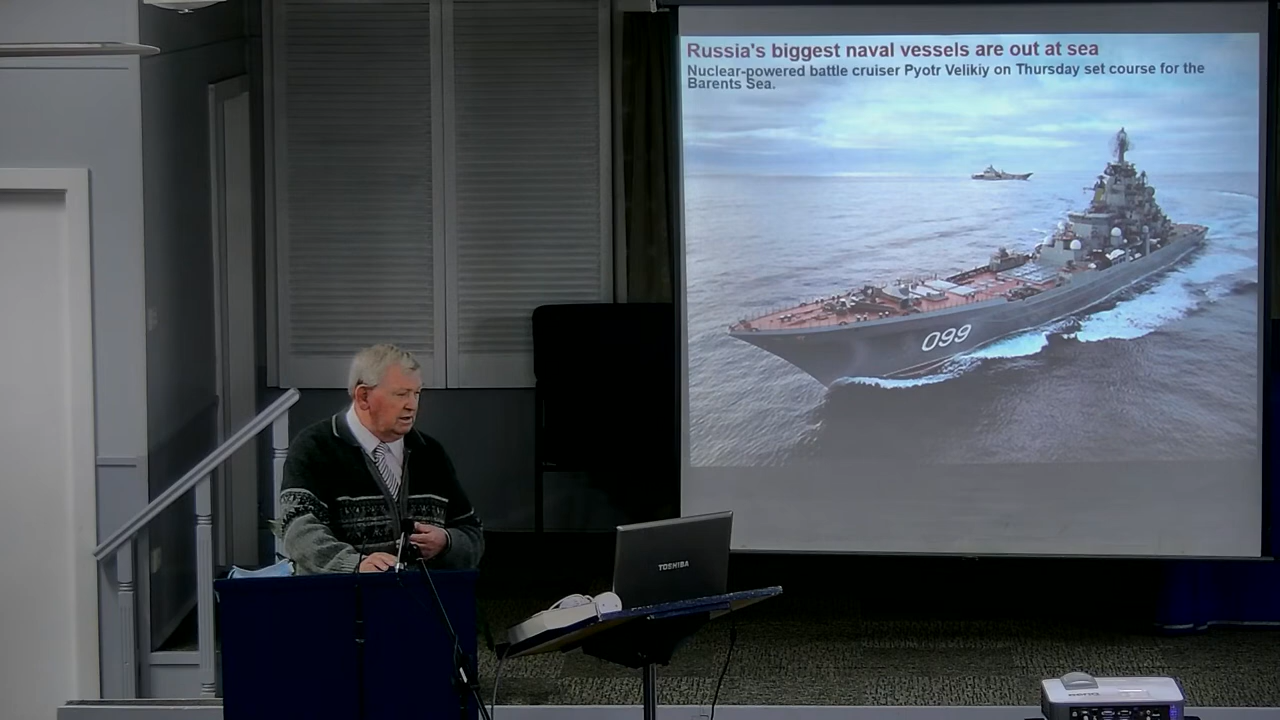 Russia's biggest naval vessels are out at sea
Nuclear-powered battle cruiser Pyotr Velikiy on Thursday set course for the
Barents Sea.
099
TOSHIBA
BenQ